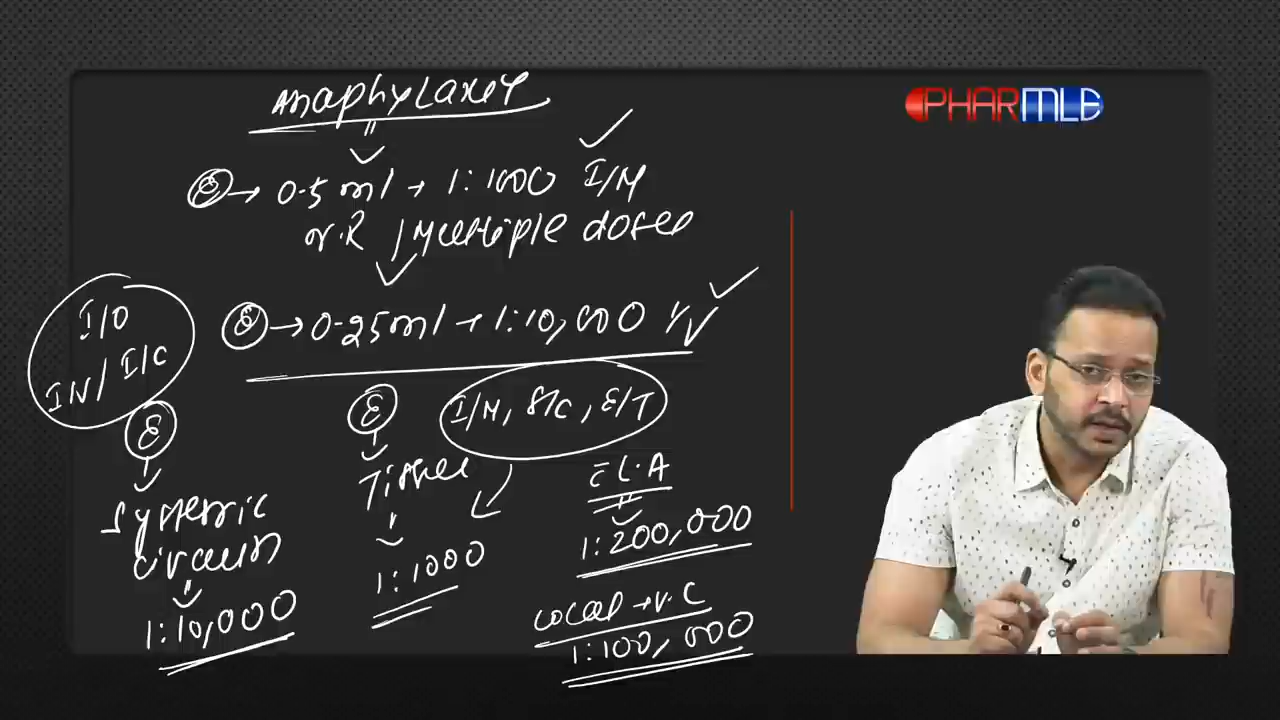 Anaphylaxis
PHARMLE
E → 0.5 ml → 1:1000 I/M
or R / Multiple doses
E → 0.25 ml → 1:10,000 I/V
I/O
IN / I/C
E
Systemic
circuln
1:10,000
E
I/M, S/C, E/T
Tissue
1:1000
L.A
1:200,000
Local → V.C
1:100,000